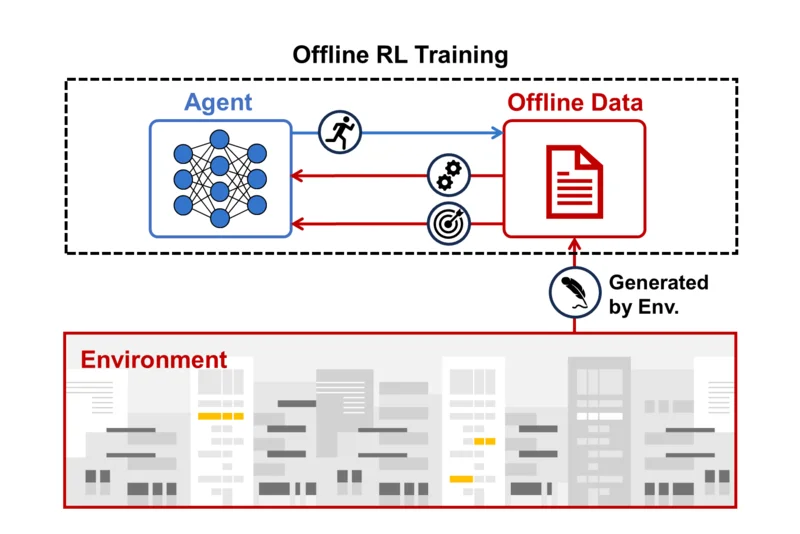 Offline RL Training
Agent
Offline Data
Generated
by Env.
Environment